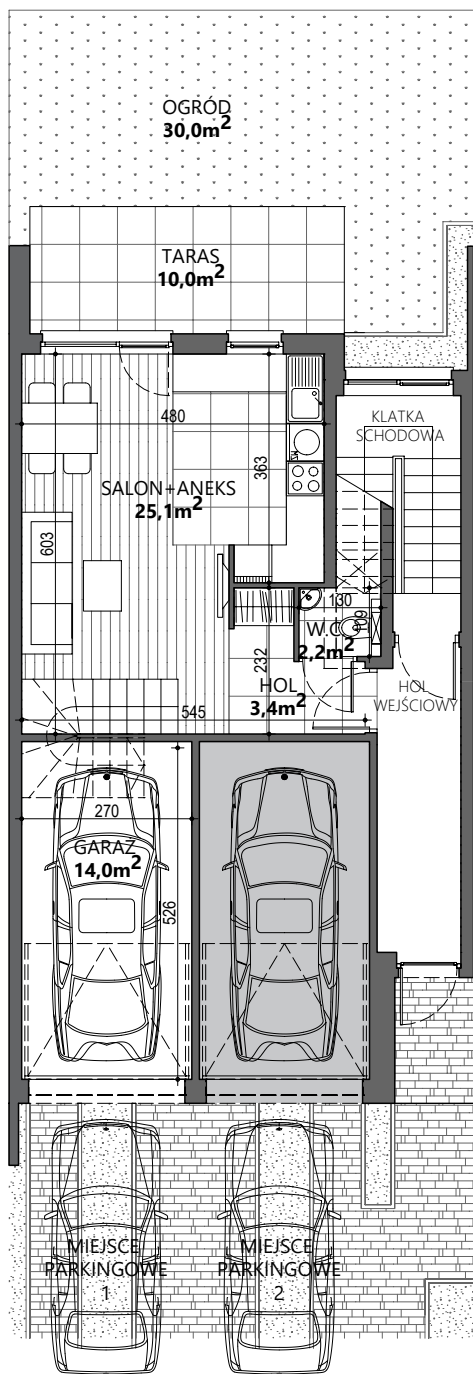 OGRÓD
30,0m²
TARAS
10,0m²
480
363
KLATKA
SCHODOWA
SALON+ANEKS
25,1m²
603
130
W.C
109
2,2m²
232
HOL
3,4m²
HOL
WEJŚCIOWY
545
270
GARAŻ
14,0m²
526
MIEJSCE
PARKINGOWE
1
MIEJSCE
PARKINGOWE
2